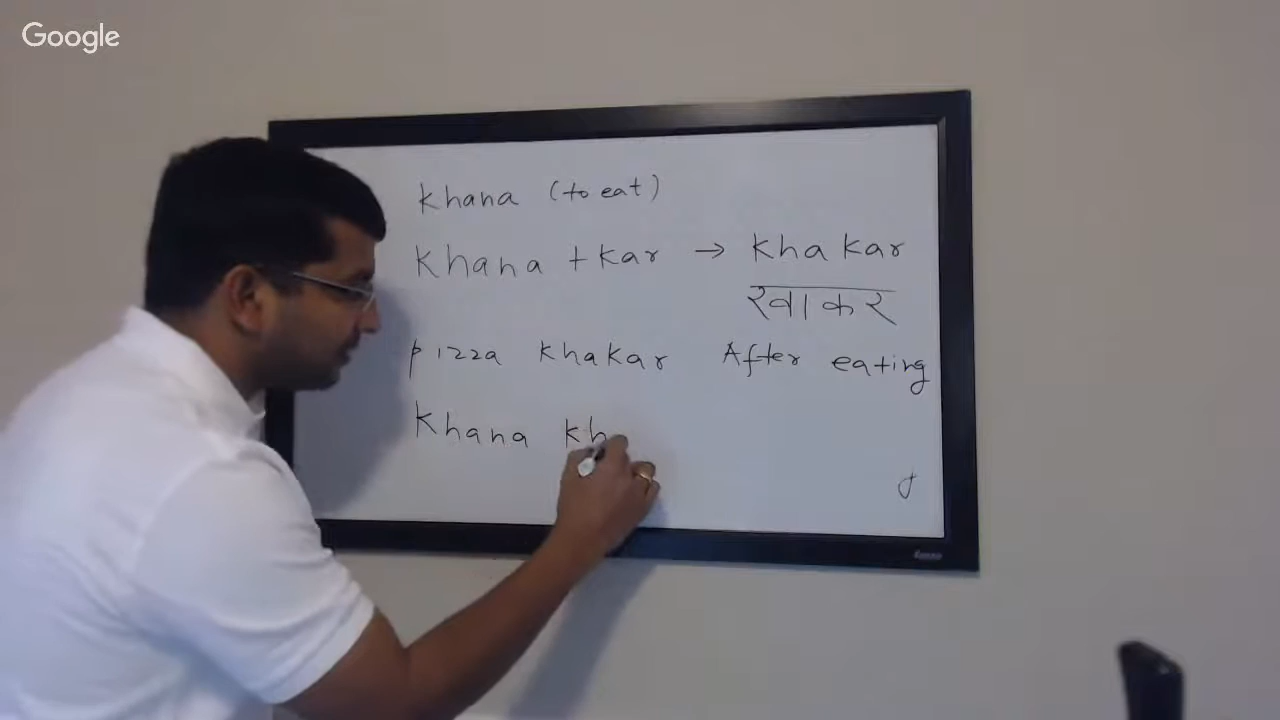 Google
Khana (to eat)
Khana + kar → Khakar
खाकर
pizza khakar After eating
Khana kh